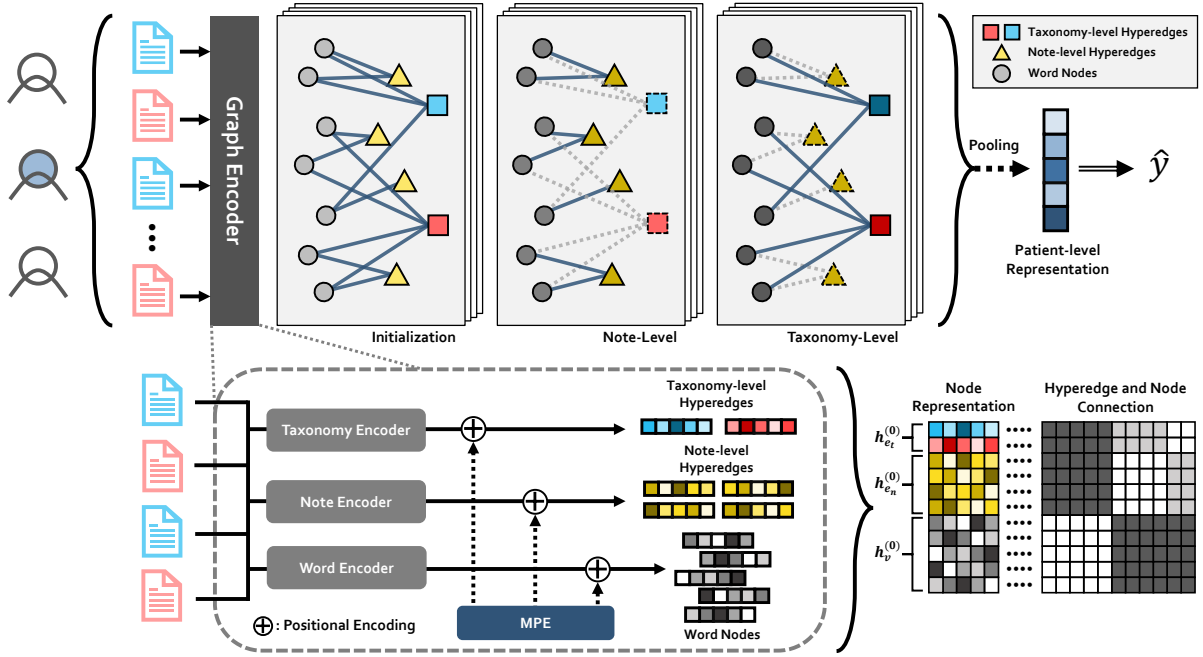 Graph Encoder
Initialization
Note-Level
Taxonomy-Level
Taxonomy-level Hyperedges
Note-level Hyperedges
Word Nodes
Pooling
ŷ
Patient-level
Representation
Taxonomy Encoder
Note Encoder
Word Encoder
MPE
⊕: Positional Encoding
Taxonomy-level
Hyperedges
Note-level
Hyperedges
Word Nodes
Node
Representation
Hyperedge and Node
Connection
h_{e_t}^{(0)}
h_{e_n}^{(0)}
h_v^{(0)}